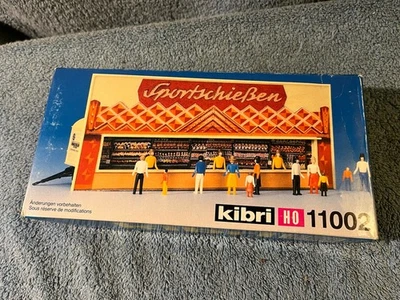 Sportschießen
Änderungen vorbehalten
Sous réserve de modifications
kibri HO 11002